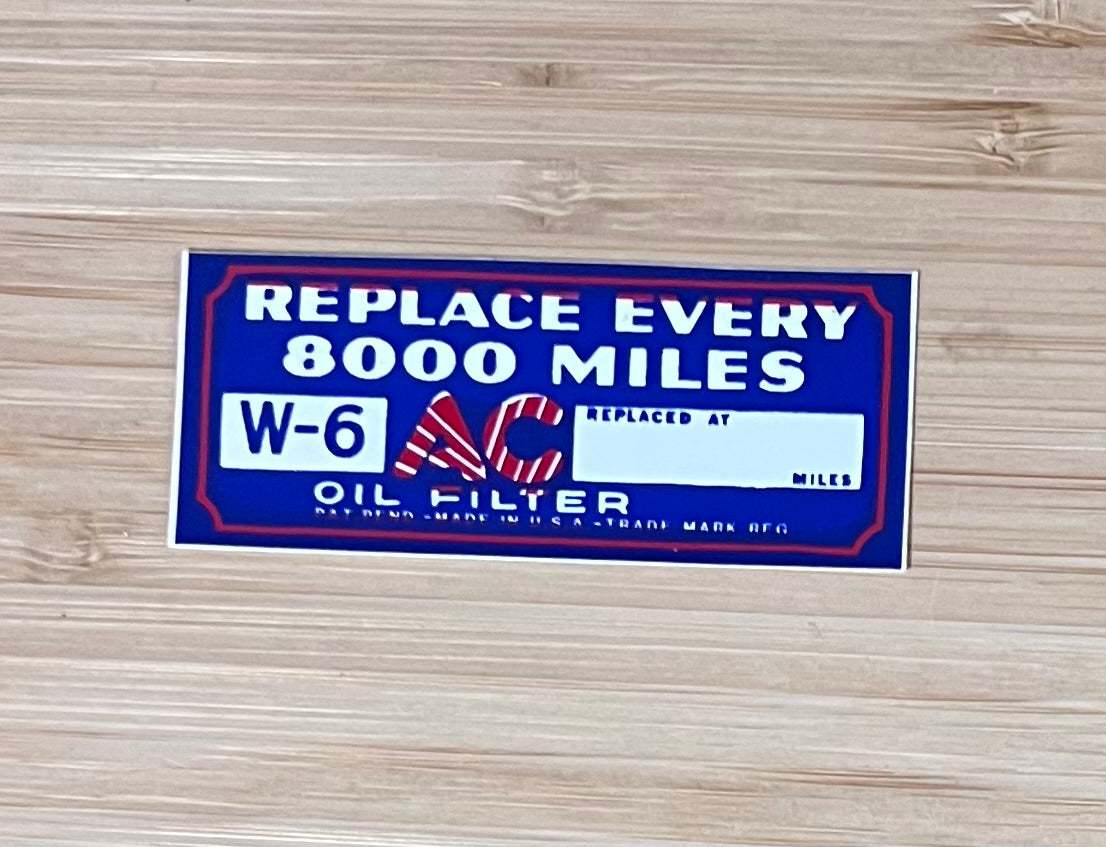 REPLACE EVERY
8000 MILES
W-6 AC REPLACED AT
MILES
OIL FILTER
PAT. PEND -MADE IN U.S.A.-TRADE MARK REG